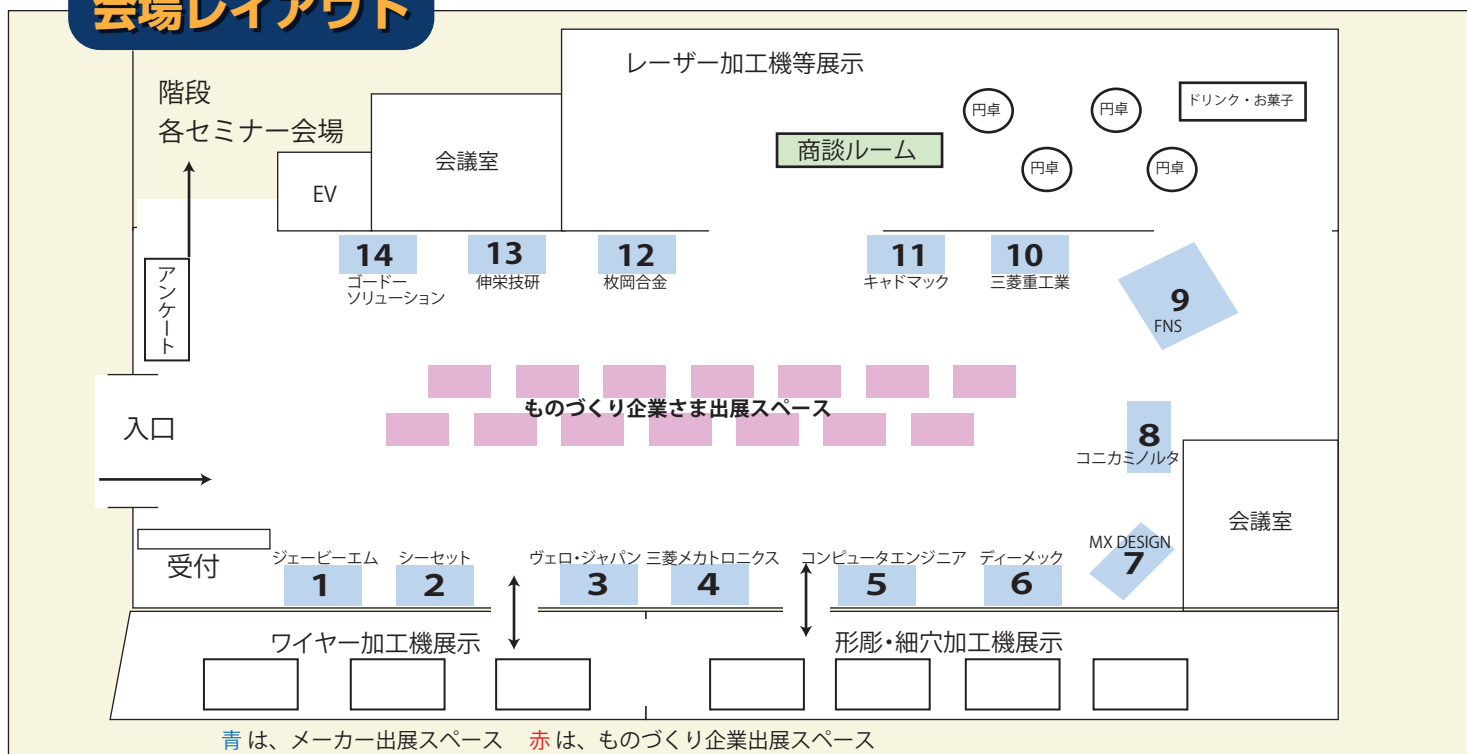 会場レイアウト
レーザー加工機等展示
階段
各セミナー会場
円卓
円卓
ドリンク・お菓子
会議室
商談ルーム
円卓
円卓
EV
14
ゴードー
ソリューション
13
伸栄技研
12
枚岡合金
11
キャドマック
10
三菱重工業
9
FNS
アンケート
ものづくり企業さま出展スペース
入口
8
コニカミノルタ
会議室
受付
ジェービーエム
1
シーセット
2
ヴェロ・ジャパン
3
三菱メカトロニクス
4
コンピュータエンジニア
5
ディーメック
6
MX DESIGN
7
ワイヤー加工機展示
形彫・細穴加工機展示
青 は、メーカー出展スペース　赤 は、ものづくり企業出展スペース